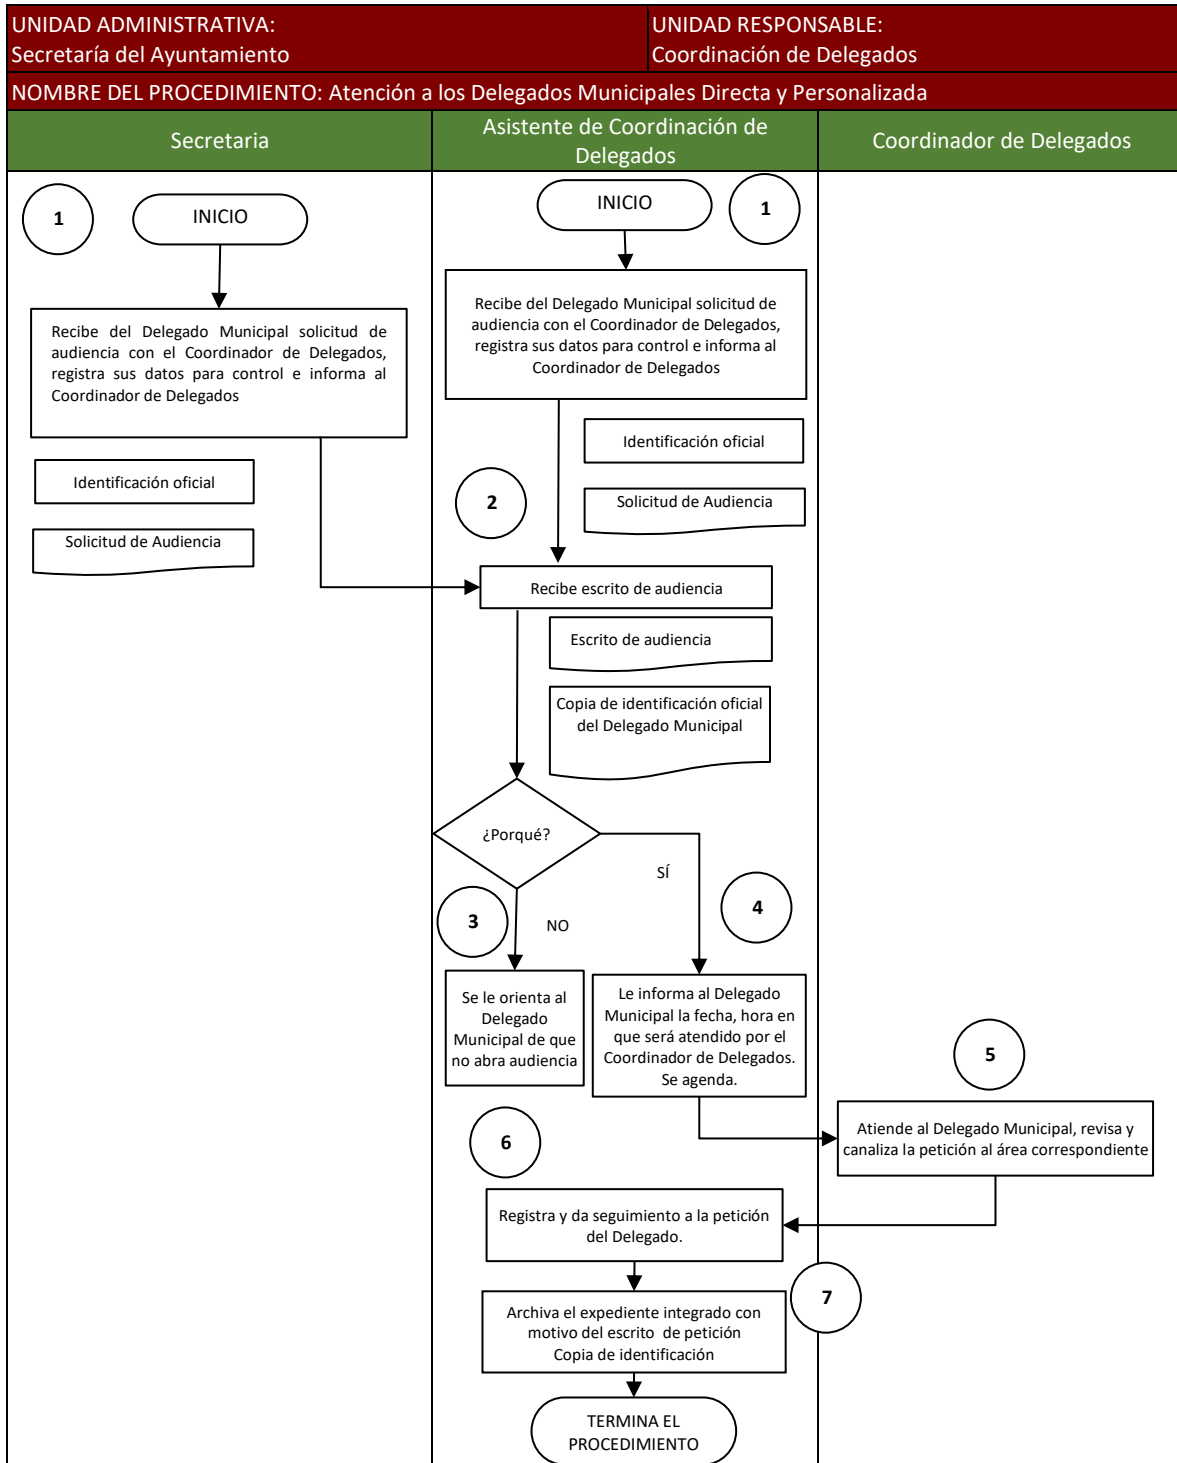 UNIDAD ADMINISTRATIVA:
Secretaría del Ayuntamiento
UNIDAD RESPONSABLE:
Coordinación de Delegados
NOMBRE DEL PROCEDIMIENTO: Atención a los Delegados Municipales Directa y Personalizada
Secretaria
Asistente de Coordinación de
Delegados
Coordinador de Delegados
1
INICIO
Recibe del Delegado Municipal solicitud de
audiencia con el Coordinador de Delegados,
registra sus datos para control e informa al
Coordinador de Delegados
Identificación oficial
Solicitud de Audiencia
INICIO
1
Recibe del Delegado Municipal solicitud de
audiencia con el Coordinador de Delegados,
registra sus datos para control e informa al
Coordinador de Delegados
Identificación oficial
2
Solicitud de Audiencia
Recibe escrito de audiencia
Escrito de audiencia
Copia de identificación oficial
del Delegado Municipal
¿Porqué?
SÍ
3
NO
4
Se le orienta al
Delegado
Municipal de que
no abra audiencia
Le informa al Delegado
Municipal la fecha, hora en
que será atendido por el
Coordinador de Delegados.
Se agenda.
5
Atiende al Delegado Municipal, revisa y
canaliza la petición al área correspondiente
6
Registra y da seguimiento a la petición
del Delegado.
7
Archiva el expediente integrado con
motivo del escrito de petición
Copia de identificación
TERMINA EL
PROCEDIMIENTO